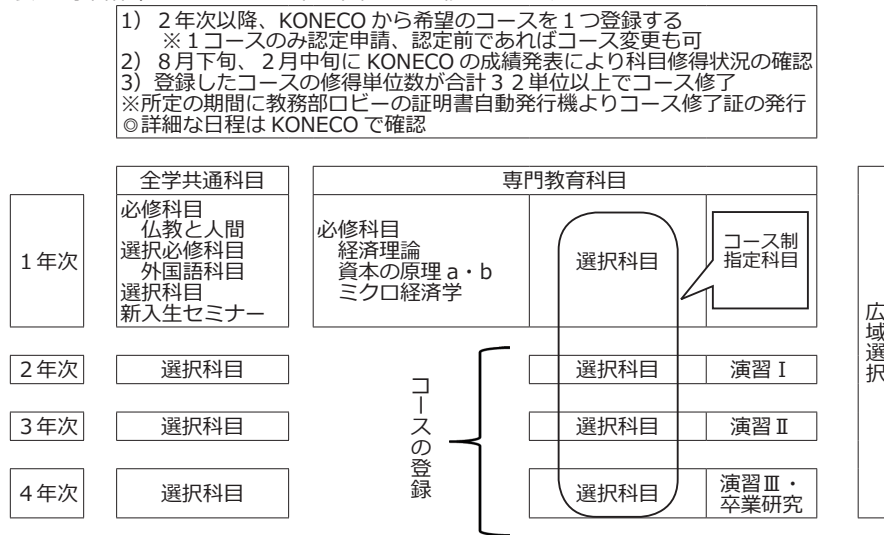 1）２年次以降、KONECO から希望のコースを１つ登録する
※１コースのみ認定申請、認定前であればコース変更も可
2）８月下旬、２月中旬に KONECO の成績発表により科目修得状況の確認
3）登録したコースの修得単位数が合計３２単位以上でコース修了
※所定の期間に教務部ロビーの証明書自動発行機よりコース修了証の発行
◎詳細な日程は KONECO で確認
全学共通科目
専門教育科目
１年次
必修科目
仏教と人間
選択必修科目
外国語科目
選択科目
新入生セミナー
必修科目
経済理論
資本の原理 a・b
ミクロ経済学
選択科目
コース制
指定科目
２年次
選択科目
選択科目
演習Ⅰ
３年次
選択科目
選択科目
演習Ⅱ
４年次
選択科目
選択科目
演習Ⅲ・
卒業研究
コースの登録
広域選択